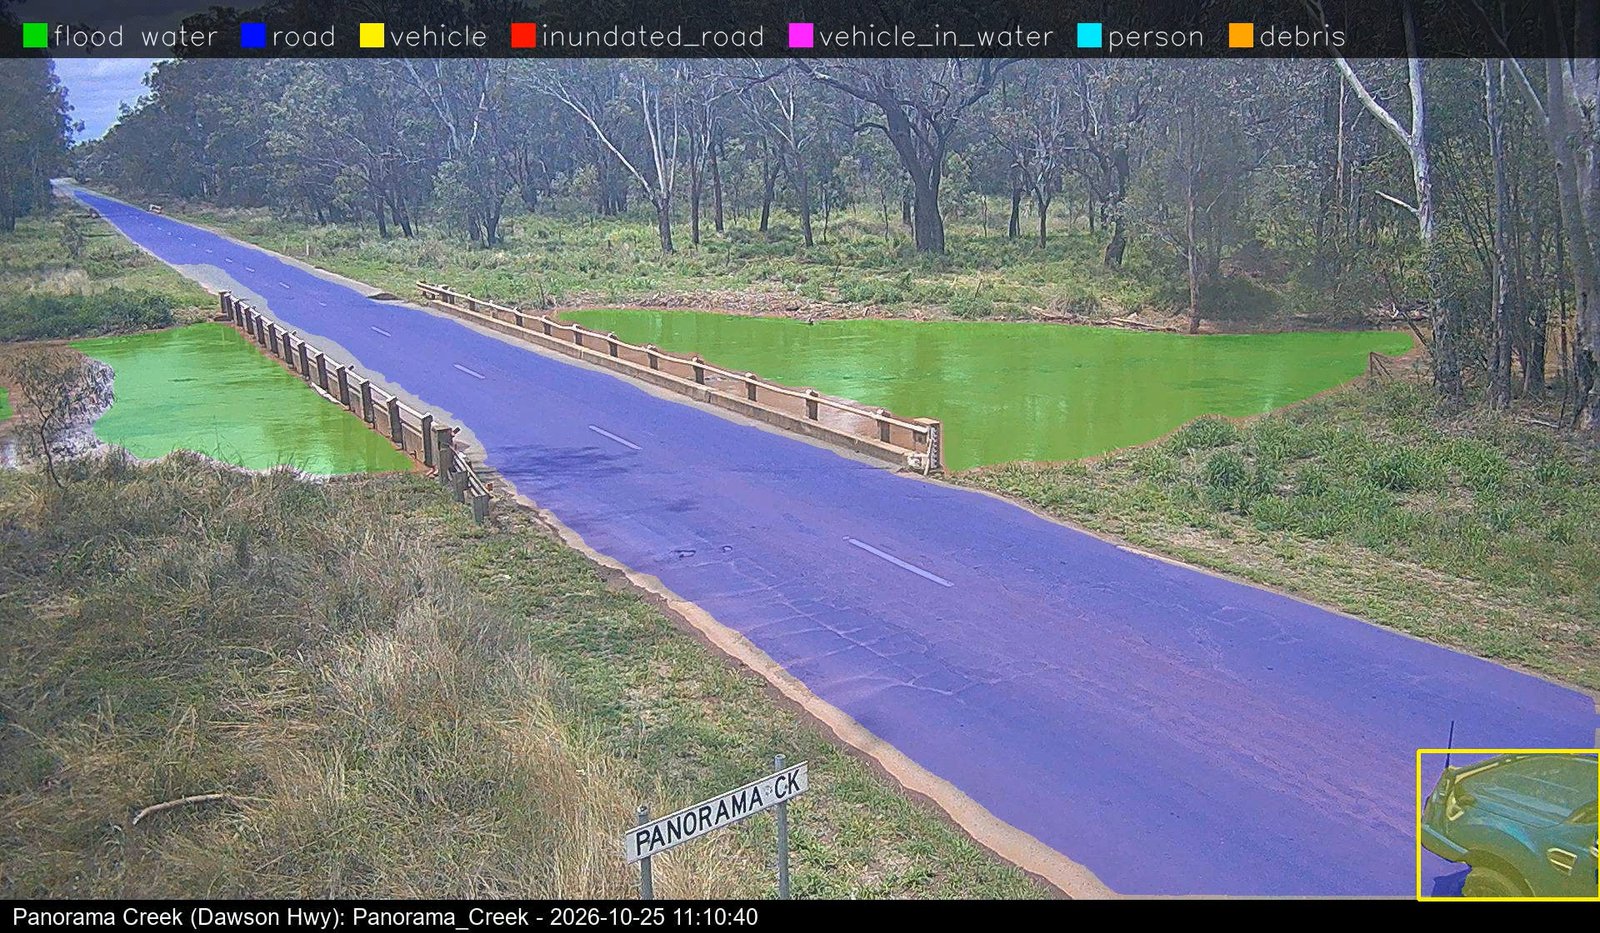 flood water road vehicle inundated_road vehicle_in_water person debris
PANORAMA CK
Panorama Creek (Dawson Hwy): Panorama_Creek - 2026-10-25 11:10:40